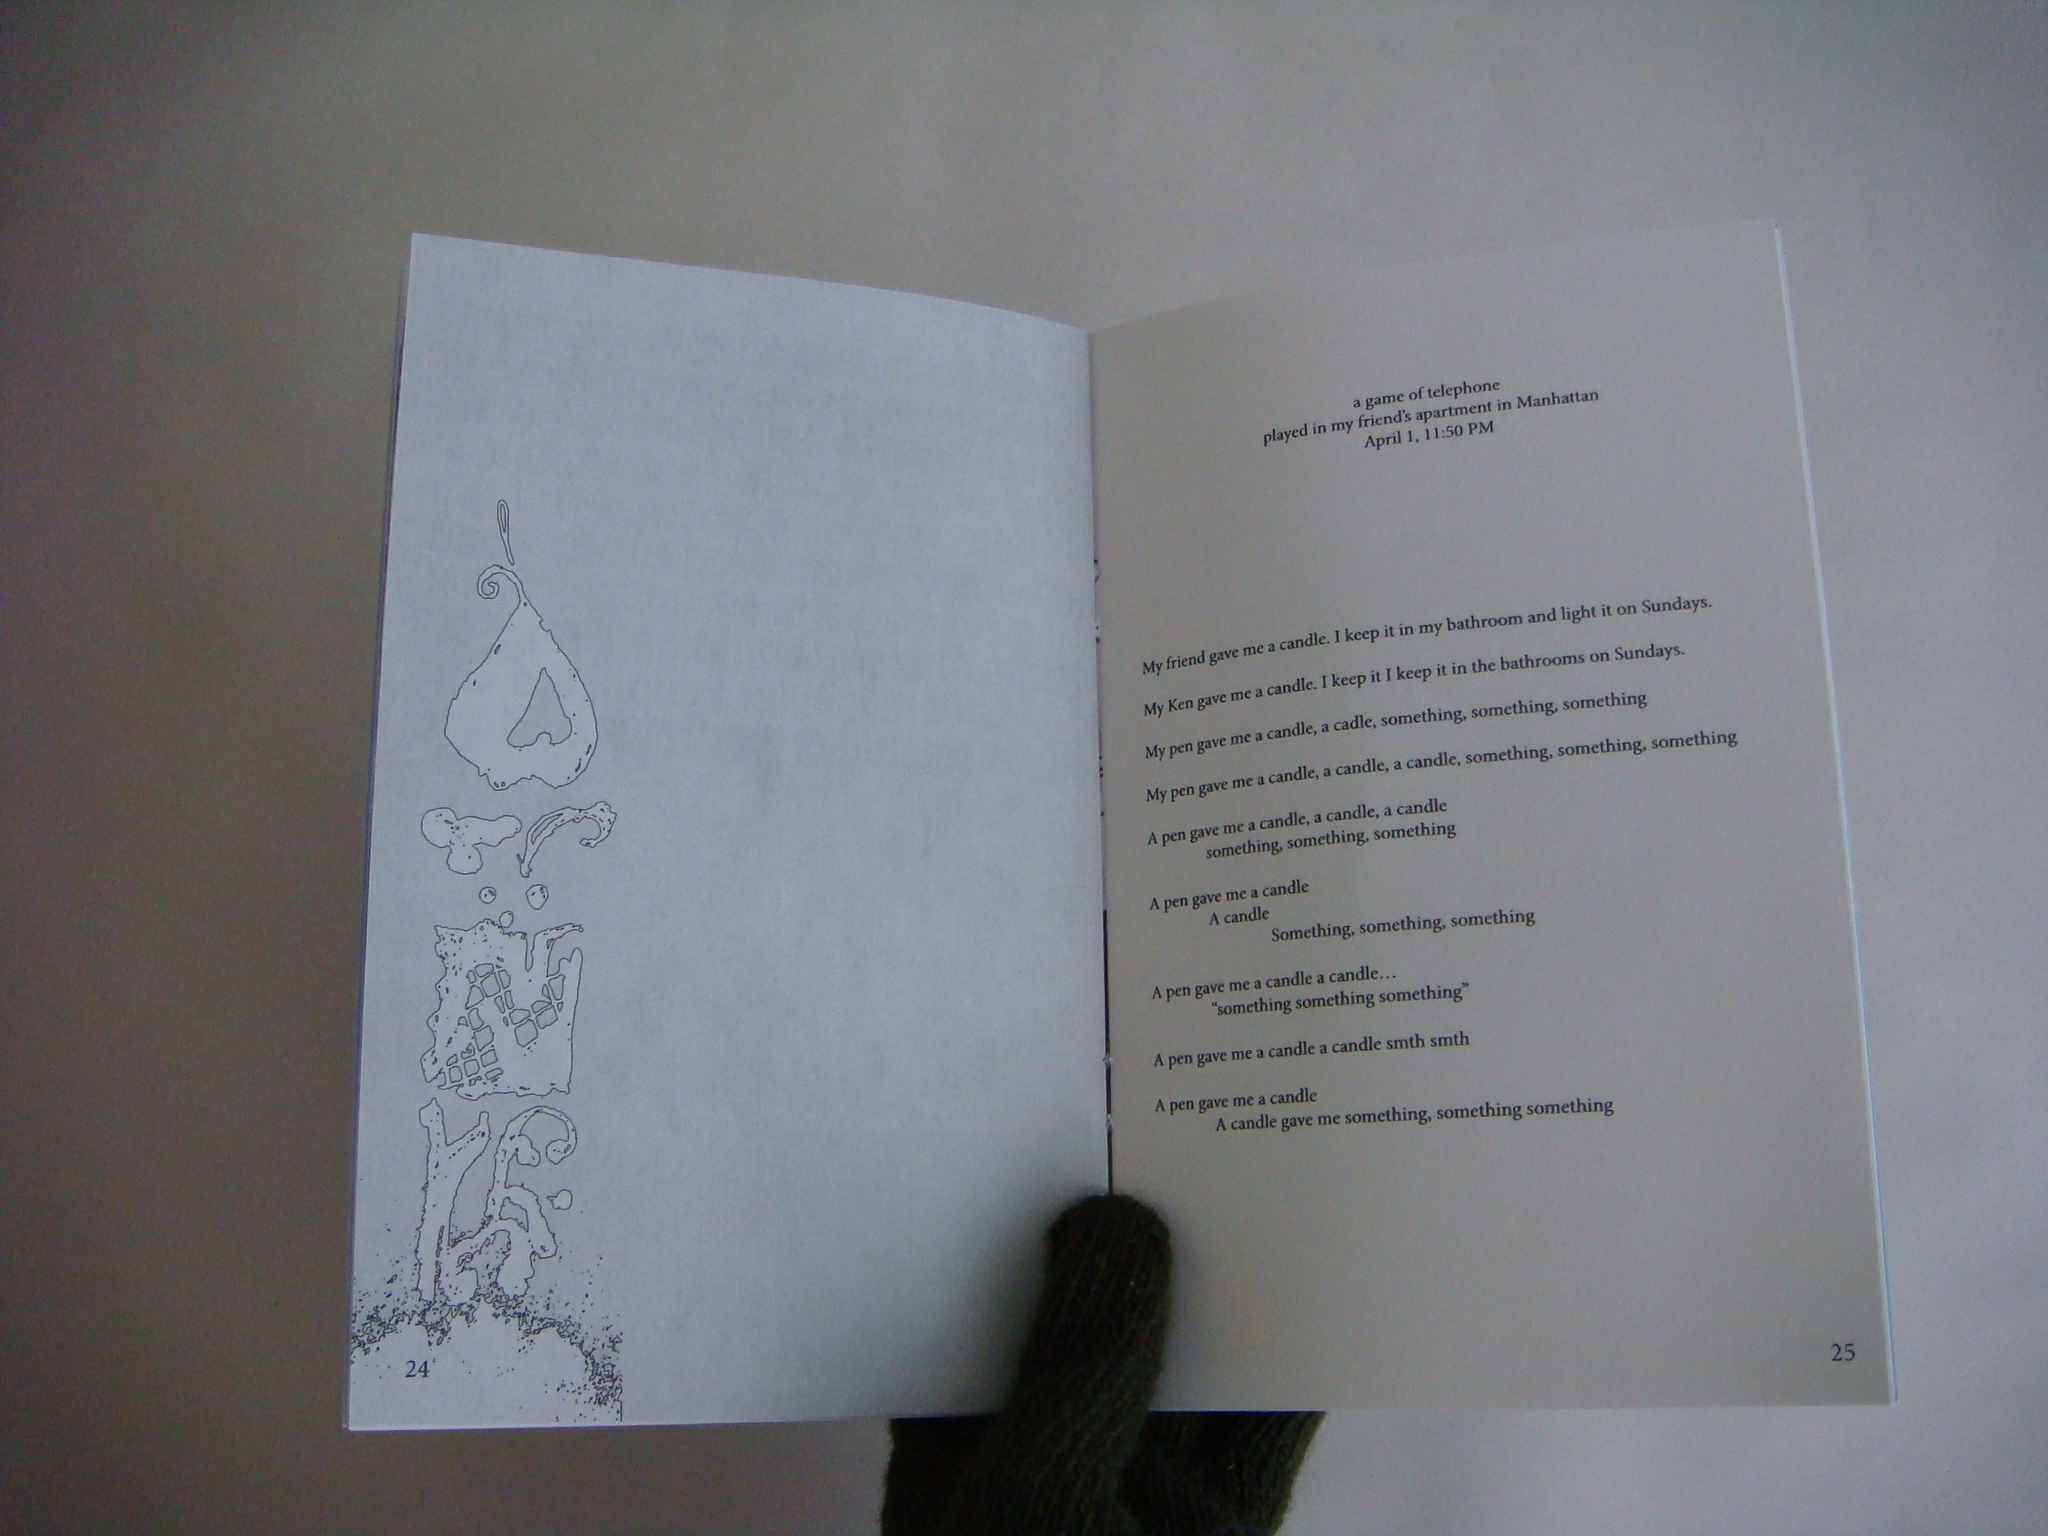 24
a game of telephone
played in my friend's apartment in Manhattan
April 1, 11:50 PM
My friend gave me a candle. I keep it in my bathroom and light it on Sundays.
My Ken gave me a candle. I keep it I keep it in the bathrooms on Sundays.
My pen gave me a candle, a cadle, something, something, something
My pen gave me a candle, a candle, a candle, something, something, something
A pen gave me a candle, a candle, a candle
something, something, something
A pen gave me a candle
A candle
Something, something, something
A pen gave me a candle a candle…
“something something something”
A pen gave me a candle a candle smth smth
A pen gave me a candle
A candle gave me something, something something
25